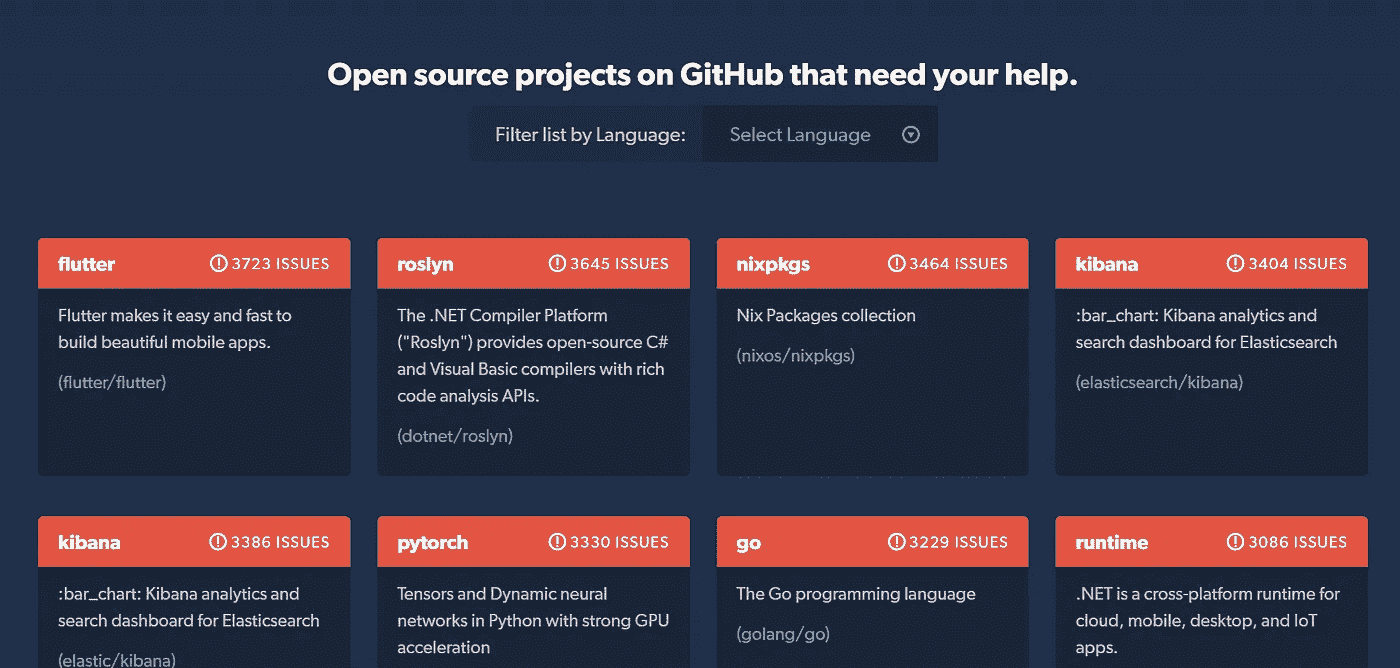 Open source projects on GitHub that need your help.
Filter list by Language: Select Language
flutter 3723 ISSUES
Flutter makes it easy and fast to
build beautiful mobile apps.
(flutter/flutter)
roslyn 3645 ISSUES
The .NET Compiler Platform
("Roslyn") provides open-source C#
and Visual Basic compilers with rich
code analysis APIs.
(dotnet/roslyn)
nixpkgs 3464 ISSUES
Nix Packages collection
(nixos/nixpkgs)
kibana 3404 ISSUES
:bar_chart: Kibana analytics and
search dashboard for Elasticsearch
(elasticsearch/kibana)
kibana 3386 ISSUES
:bar_chart: Kibana analytics and
search dashboard for Elasticsearch
(elastic/kibana)
pytorch 3330 ISSUES
Tensors and Dynamic neural
networks in Python with strong GPU
acceleration
go 3229 ISSUES
The Go programming language
(golang/go)
runtime 3086 ISSUES
.NET is a cross-platform runtime for
cloud, mobile, desktop, and IoT
apps.